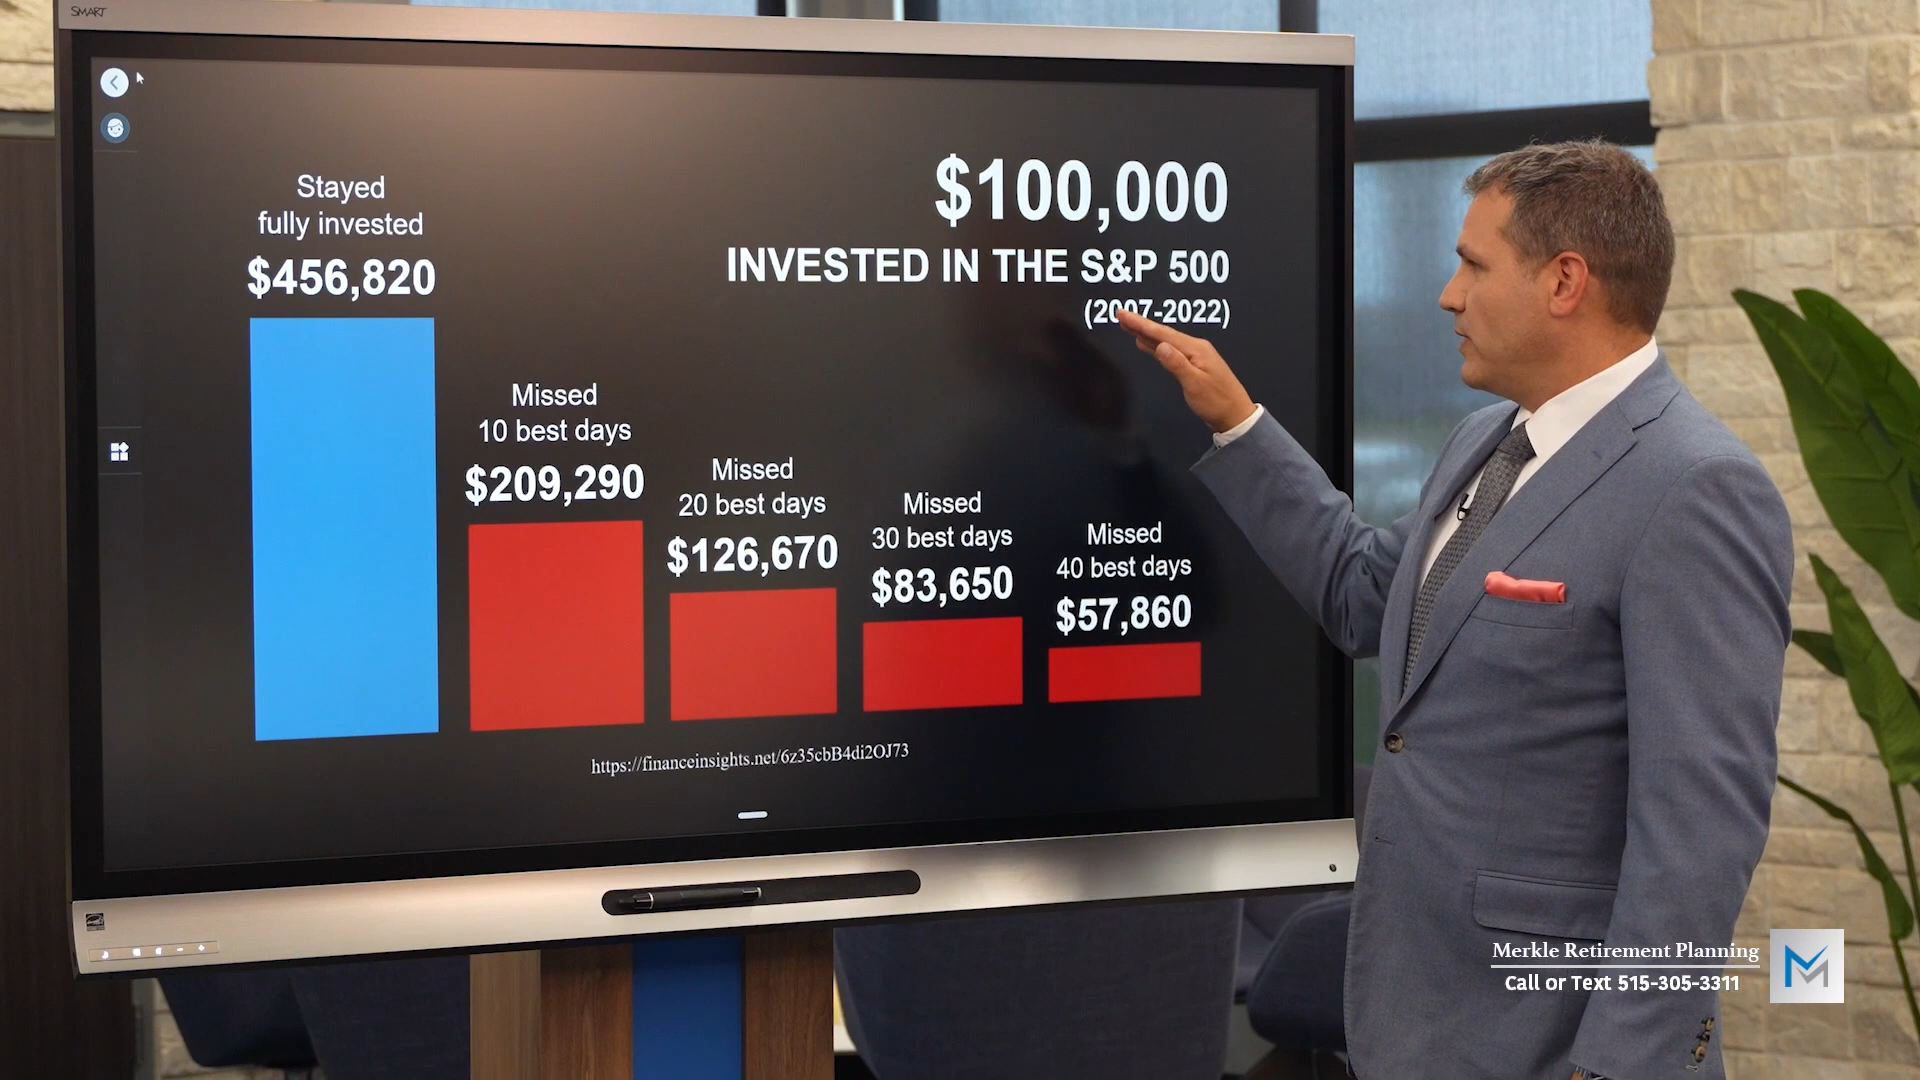 SMART
$100,000
INVESTED IN THE S&P 500
(2007-2022)
Stayed
fully invested
$456,820
Missed
10 best days
$209,290
Missed
20 best days
$126,670
Missed
30 best days
$83,650
Missed
40 best days
$57,860
https://financeinsights.net/6z35cbB4di2OJ73
Merkle Retirement Planning
Call or Text 515-305-3311